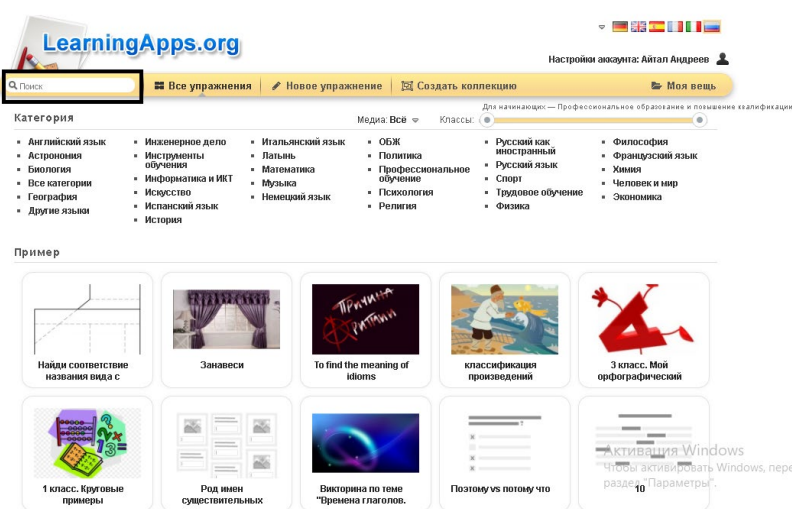 LearningApps.org
Настройки аккаунта: Айтал Андреев
Поиск
Все упражнения
Новое упражнение
Создать коллекцию
Моя вещь
Для начинающих — Профессиональное образование и повышение квалификации
Категория
Медиа: Всё
Классы:
Английский язык
Астрономия
Биология
Все категории
География
Другие языки
Инженерное дело
Инструменты
обучения
Информатика и ИКТ
Искусство
Испанский язык
История
Итальянский язык
Латынь
Математика
Музыка
Немецкий язык
ОБЖ
Политика
Профессиональное
обучение
Психология
Религия
Русский как
иностранный
Русский язык
Спорт
Трудовое обучение
Физика
Философия
Французский язык
Химия
Человек и мир
Экономика
Пример
Найди соответствие
названия вида с
Занавеси
ПРИЧИНА
АРИТМИИ
To find the meaning of
idioms
классификация
произведений
3 класс. Мой
орфографический
1 класс. Круговые
примеры
Род имен
существительных
Викторина по теме
"Времена глаголов.
Поэтому vs потому что
10
Активация Windows
Чтобы активировать Windows, пере
раздел "Параметры".